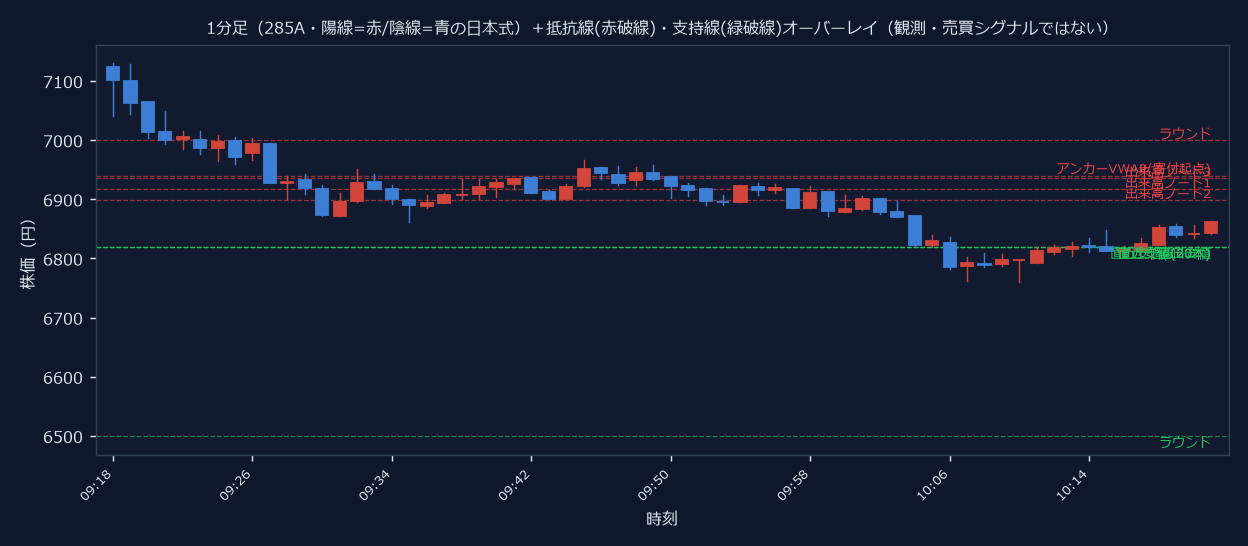 1分足（285A・陽線=赤/陰線=青の日本式）＋抵抗線(赤破線)・支持線(緑破線)オーバーレイ（観測・売買シグナルではない）
株価（円）
7100
7000
6900
6800
6700
6600
6500
ラウンド
アンカーVWAP(寄付起点)
出来高ノード1
出来高ノード2
ラウンド
09:18
09:26
09:34
09:42
09:50
09:58
10:06
10:14
時刻